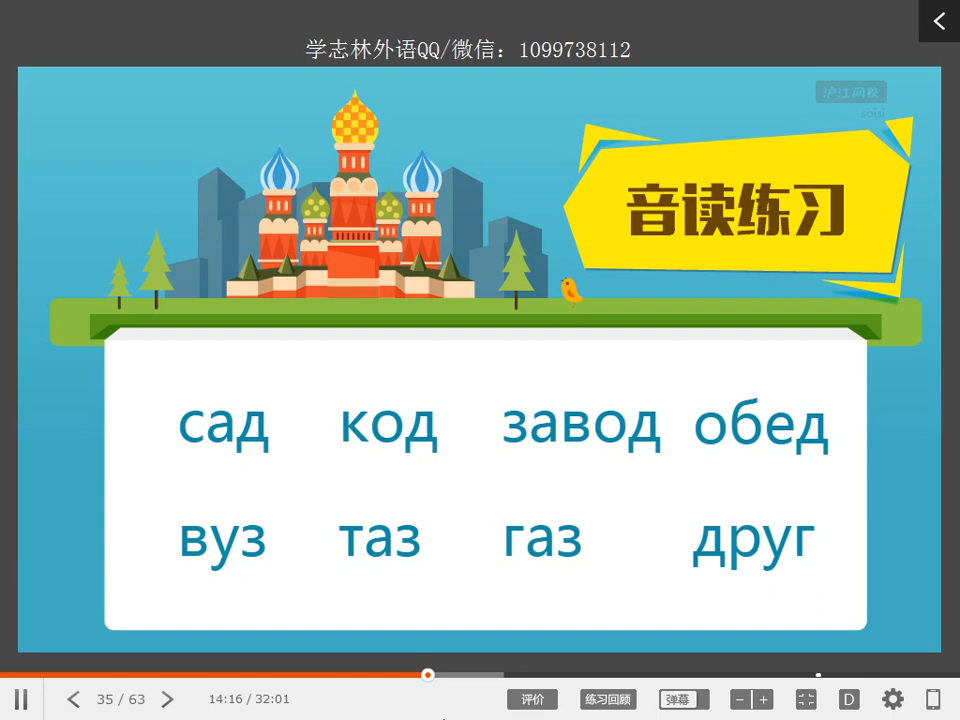 学志林外语QQ/微信：1099738112
沪江网校
音读练习
сад код завод обед
вуз таз газ друг
35 / 63 14:16 / 32:01 评价 练习回顾 弹幕 D